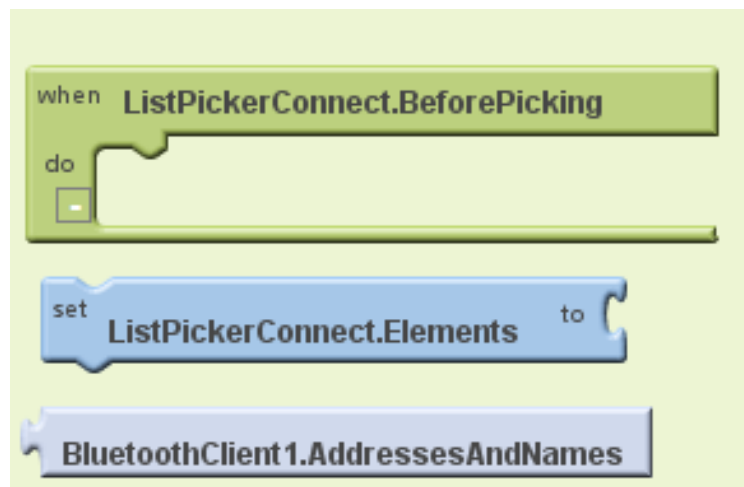 when ListPickerConnect.BeforePicking
do
-
set ListPickerConnect.Elements to
BluetoothClient1.AddressesAndNames